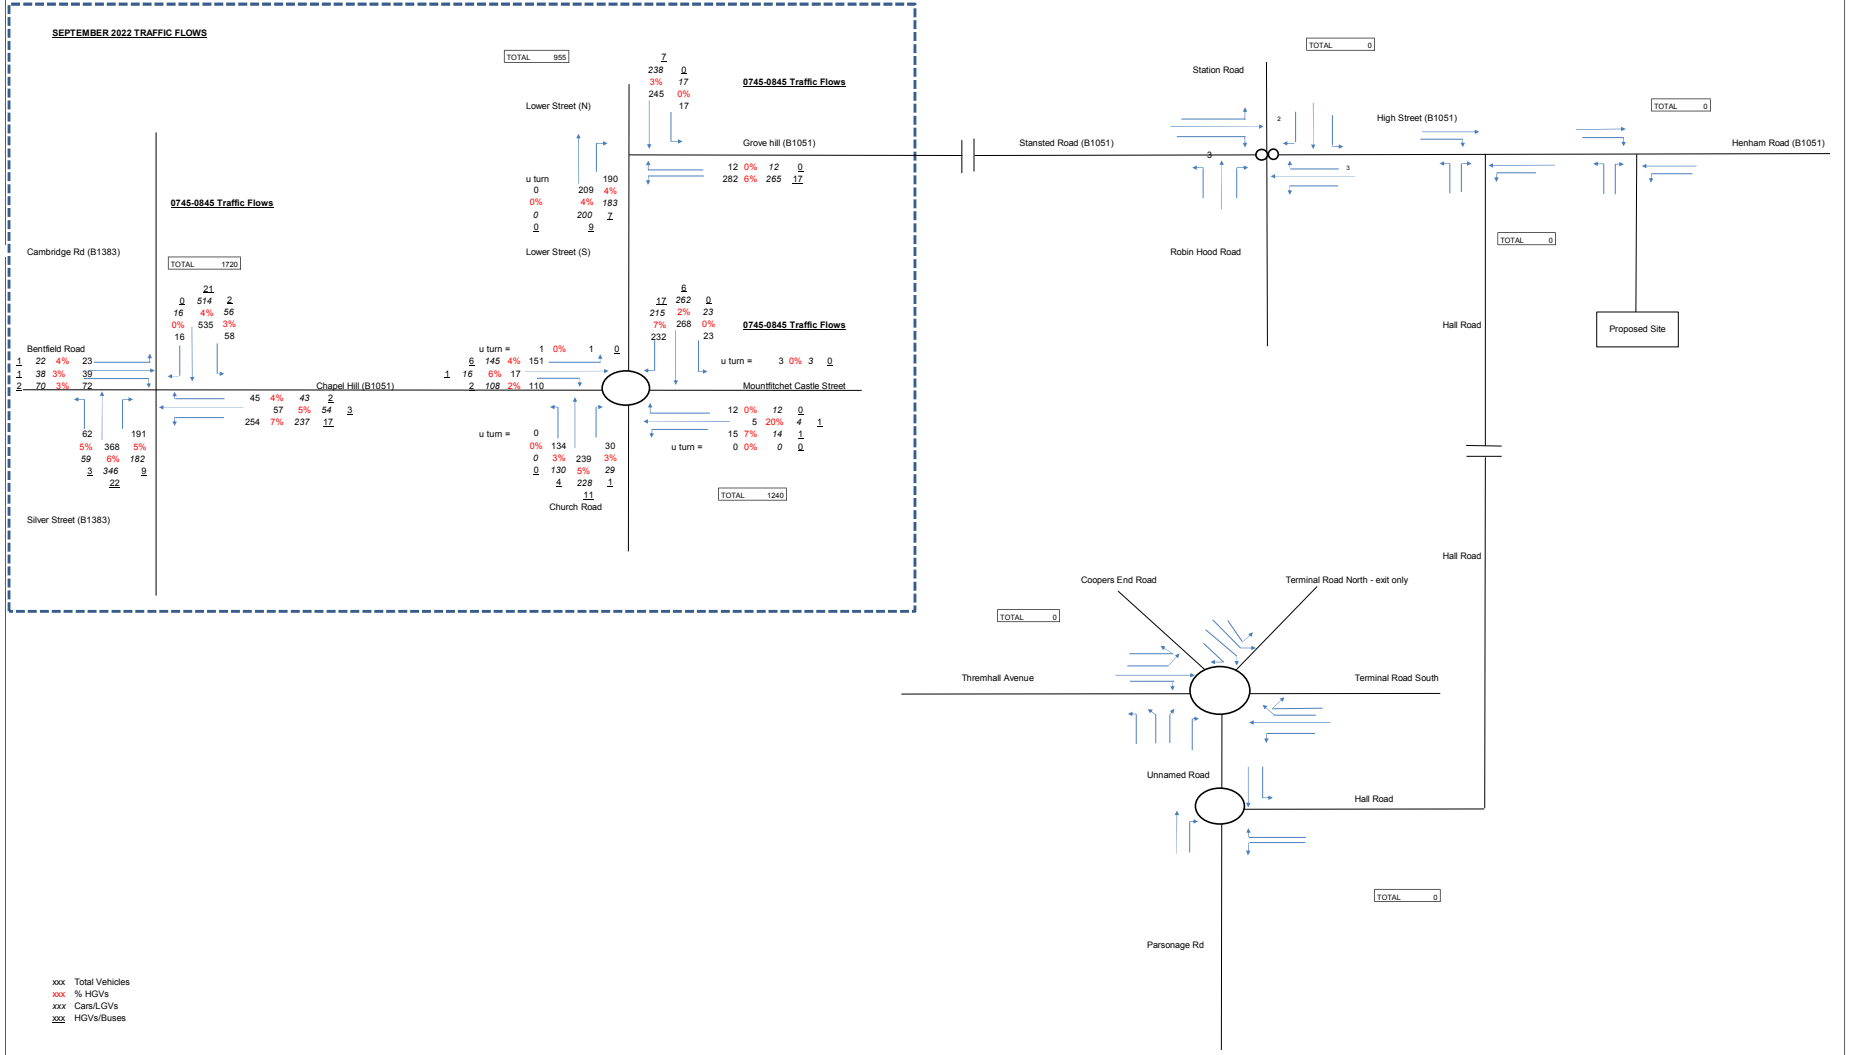 SEPTEMBER 2022 TRAFFIC FLOWS
TOTAL 955
7
238 0
3% 17
245 0%
17
0745-0845 Traffic Flows
Lower Street (N)
Grove hill (B1051)
12 0% 12 0
282 6% 265 17
u turn 190
0 209 4%
0% 4% 183
0 200 7
0 9
Lower Street (S)
0745-0845 Traffic Flows
Cambridge Rd (B1383)
TOTAL 1720
21
0 514 2
16 4% 56
0% 535 3%
16 58
Bentfield Road
1 22 4% 23
1 38 3% 39
2 70 3% 72
Chapel Hill (B1051)
45 4% 43 2
57 5% 54 3
254 7% 237 17
62 191
5% 368 5%
59 6% 182
3 346 9
22
Silver Street (B1383)
6
17 262 0
215 2% 23
7% 268 0%
232 23
0745-0845 Traffic Flows
u turn = 1 0% 1 0
6 145 4% 151
1 16 6% 17
2 108 2% 110
u turn = 3 0% 3 0
Mountfitchet Castle Street
12 0% 12 0
5 20% 4 1
15 7% 14 1
u turn = 0 0% 0 0
u turn = 0
0% 134 30
0 3% 239 3%
0 130 5% 29
4 228 1
11
Church Road
TOTAL 1240
TOTAL 0
Station Road
TOTAL 0
2
High Street (B1051)
Stansted Road (B1051)
Henham Road (B1051)
3
3
Robin Hood Road
TOTAL 0
Hall Road
Proposed Site
Hall Road
Coopers End Road
Terminal Road North - exit only
TOTAL 0
Thremhall Avenue
Terminal Road South
Unnamed Road
Hall Road
TOTAL 0
Parsonage Rd
xxx Total Vehicles
xxx % HGVs
xxx Cars/LGVs
xxx HGVs/Buses